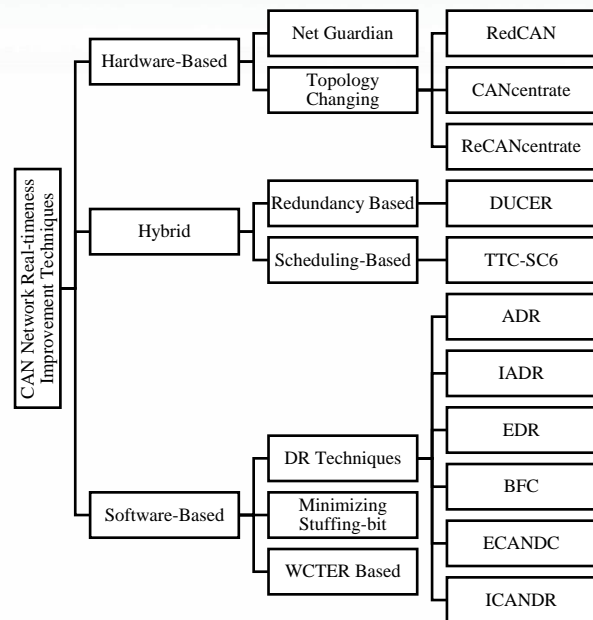 CAN Network Real-timeness
Improvement Techniques
Hardware-Based
Net Guardian
Topology
Changing
RedCAN
CANcentrate
ReCANcentrate
Hybrid
Redundancy Based
DUCER
Scheduling-Based
TTC-SC6
Software-Based
DR Techniques
ADR
IADR
EDR
BFC
ECANDC
ICANDR
Minimizing
Stuffing-bit
WCTER Based